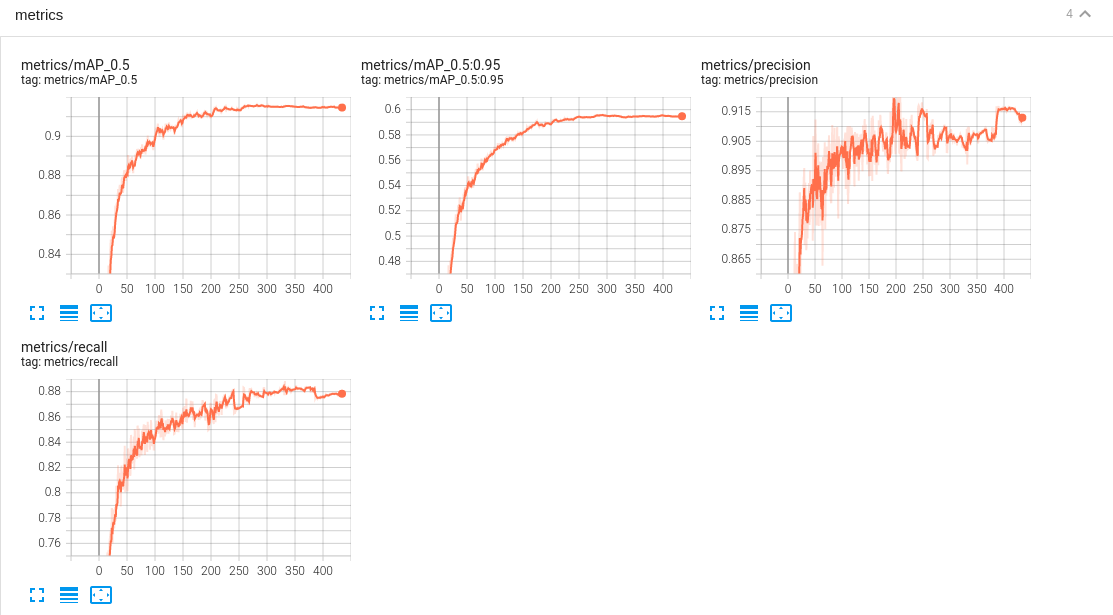 metrics
4
metrics/mAP_0.5
tag: metrics/mAP_0.5
0.9
0.88
0.86
0.84
0 50 100 150 200 250 300 350 400
metrics/mAP_0.5:0.95
tag: metrics/mAP_0.5:0.95
0.6
0.58
0.56
0.54
0.52
0.5
0.48
0 50 100 150 200 250 300 350 400
metrics/precision
tag: metrics/precision
0.915
0.905
0.895
0.885
0.875
0.865
0 50 100 150 200 250 300 350 400
metrics/recall
tag: metrics/recall
0.88
0.86
0.84
0.82
0.8
0.78
0.76
0 50 100 150 200 250 300 350 400